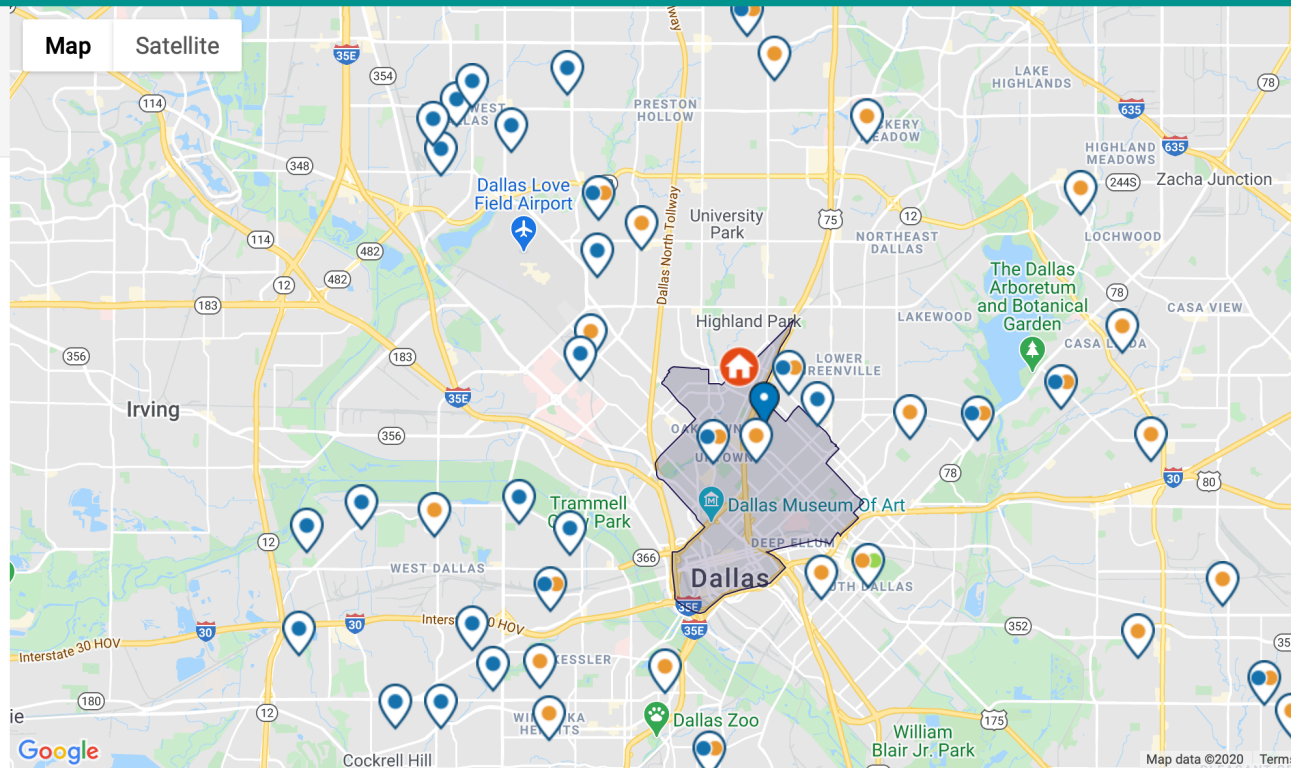 Map
Satellite
35E
354
114
348
PRESTON
HOLLOW
LAKE
HIGHLANDS
78
635
635
HIGHLAND
MEADOWS
244S
Zacha Junction
Dallas Love
Field Airport
University
Park
Dallas North Tollway
75
12
NORTHEAST
DALLAS
LOCHWOOD
114
482
482
12
183
The Dallas
Arboretum
and Botanical
Garden
78
CASA VIEW
LAKEWOOD
Highland Park
LOWER
356
183
35E
Irving
356
78
30
80
Trammell
Park
Dallas Museum Of Art
DEEP ELLUM
12
366
WEST DALLAS
Dallas
35E
35E
352
30
30
Interstate 30 HOV
HOV
KESSLER
180
12
HEIGHTS
Dallas Zoo
175
William
Blair Jr. Park
Cockrell Hill
Google
Map data ©2020
Terms